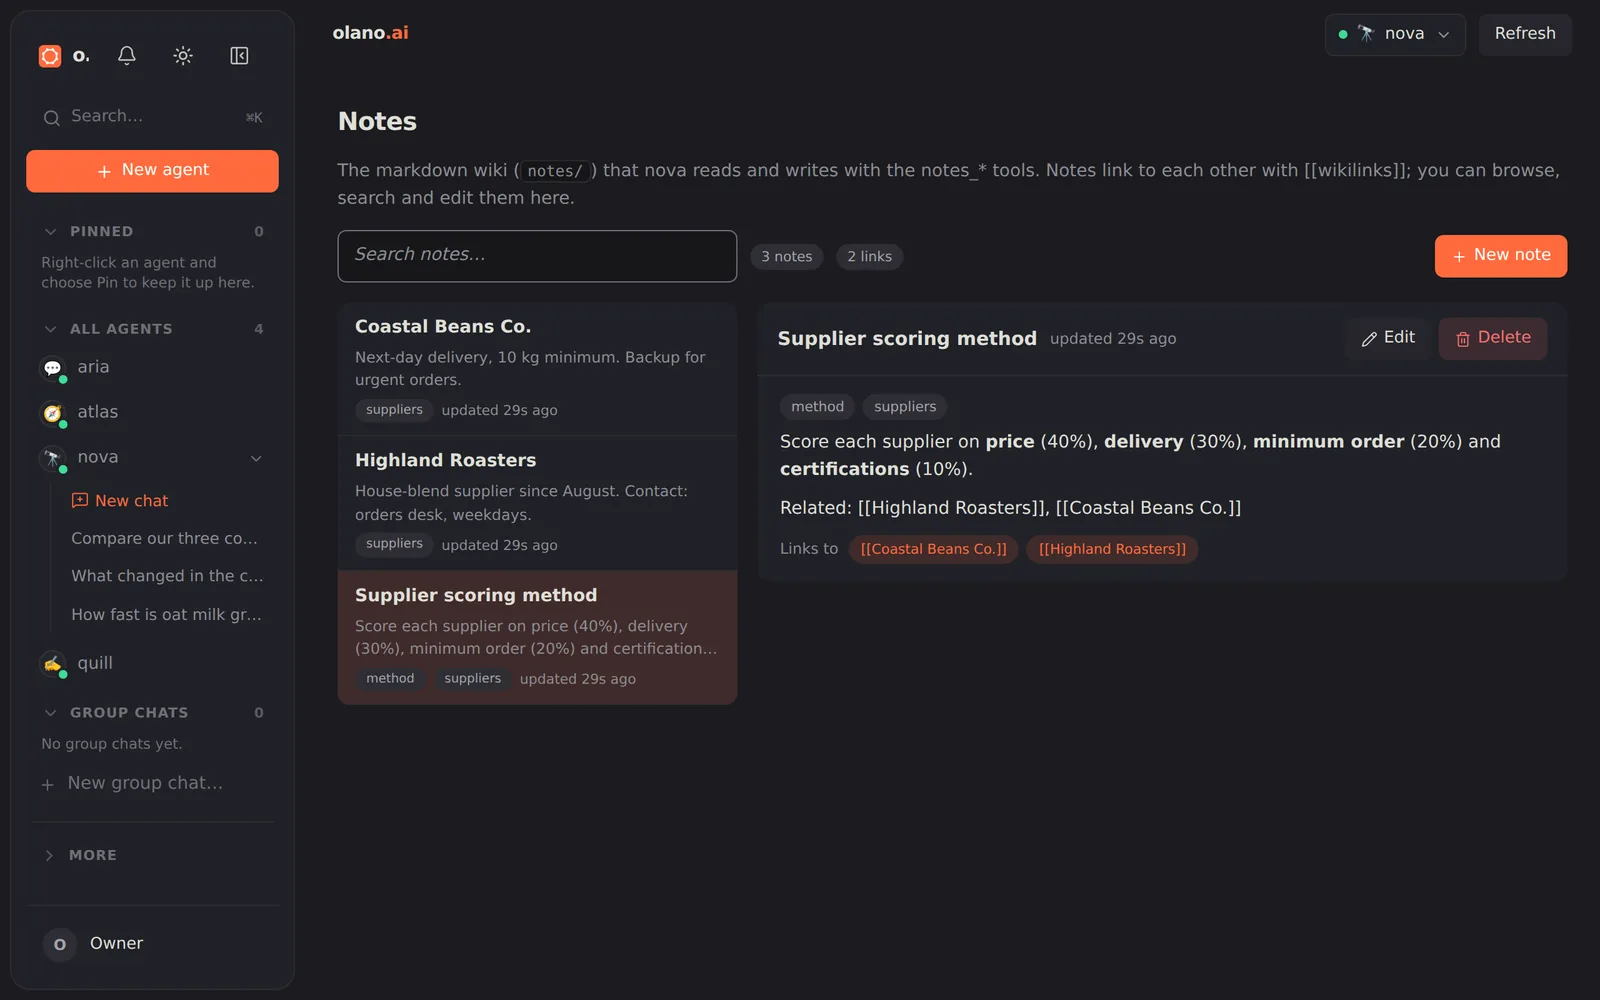 o.
Search...
⌘K
+ New agent
PINNED 0
Right-click an agent and
choose Pin to keep it up here.
ALL AGENTS 4
aria
atlas
nova
New chat
Compare our three co...
What changed in the c...
How fast is oat milk gr...
quill
GROUP CHATS 0
No group chats yet.
+ New group chat...
MORE
O Owner
olano.ai
nova
Refresh
Notes
The markdown wiki (notes/) that nova reads and writes with the notes_* tools. Notes link to each other with [[wikilinks]]; you can browse,
search and edit them here.
Search notes...
3 notes 2 links
+ New note
Coastal Beans Co.
Next-day delivery, 10 kg minimum. Backup for
urgent orders.
suppliers updated 29s ago
Highland Roasters
House-blend supplier since August. Contact:
orders desk, weekdays.
suppliers updated 29s ago
Supplier scoring method
Score each supplier on price (40%), delivery
(30%), minimum order (20%) and certification...
method suppliers updated 29s ago
Supplier scoring method updated 29s ago
Edit
Delete
method suppliers
Score each supplier on price (40%), delivery (30%), minimum order (20%) and
certifications (10%).
Related: [[Highland Roasters]], [[Coastal Beans Co.]]
Links to [[Coastal Beans Co.]] [[Highland Roasters]]